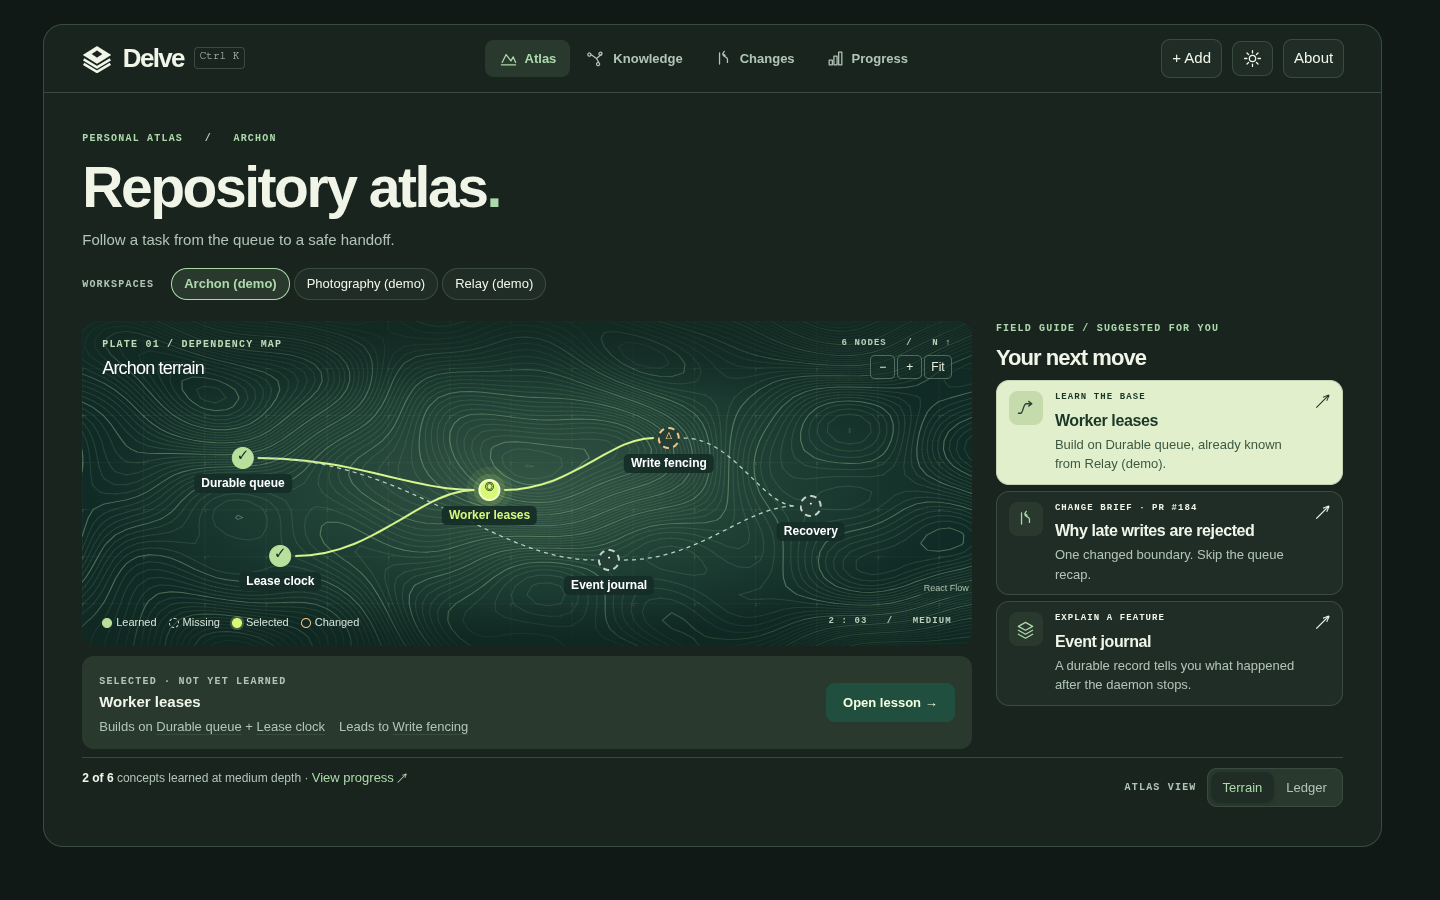 Delve
Ctrl K
Atlas
Knowledge
Changes
Progress
+ Add
About
PERSONAL ATLAS / ARCHON
Repository atlas.
Follow a task from the queue to a safe handoff.
WORKSPACES
Archon (demo)
Photography (demo)
Relay (demo)
PLATE 01 / DEPENDENCY MAP
Archon terrain
6 NODES / N ↑
− + Fit
Durable queue
Worker leases
Lease clock
Write fencing
Recovery
Event journal
React Flow
Learned
Missing
Selected
Changed
2 : 03 / MEDIUM
SELECTED · NOT YET LEARNED
Worker leases
Builds on Durable queue + Lease clock Leads to Write fencing
Open lesson →
FIELD GUIDE / SUGGESTED FOR YOU
Your next move
LEARN THE BASE
Worker leases
Build on Durable queue, already known
from Relay (demo).
CHANGE BRIEF · PR #184
Why late writes are rejected
One changed boundary. Skip the queue
recap.
EXPLAIN A FEATURE
Event journal
A durable record tells you what happened
after the daemon stops.
2 of 6 concepts learned at medium depth · View progress
ATLAS VIEW
Terrain
Ledger